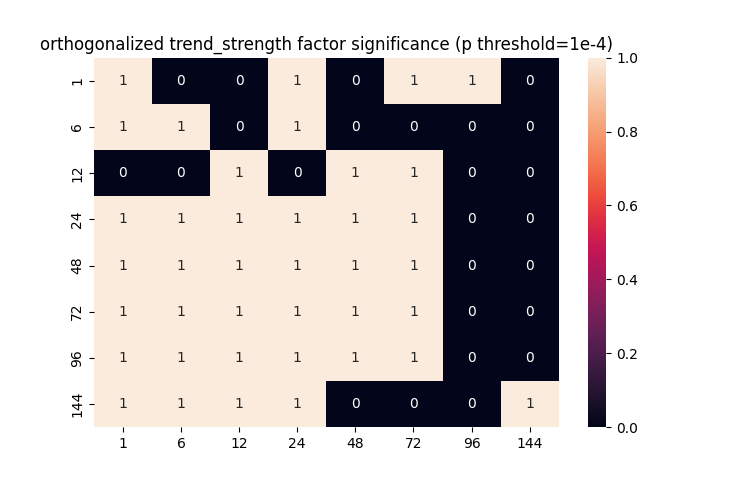 orthogonalized trend_strength factor significance (p threshold=1e-4)
1 1 0 0 1 0 1 1 0
6 1 1 0 1 0 0 0 0
12 0 0 1 0 1 1 0 0
24 1 1 1 1 1 1 0 0
48 1 1 1 1 1 1 0 0
72 1 1 1 1 1 1 0 0
96 1 1 1 1 1 1 0 0
144 1 1 1 1 0 0 0 1
1 6 12 24 48 72 96 144
1.0
0.8
0.6
0.4
0.2
0.0